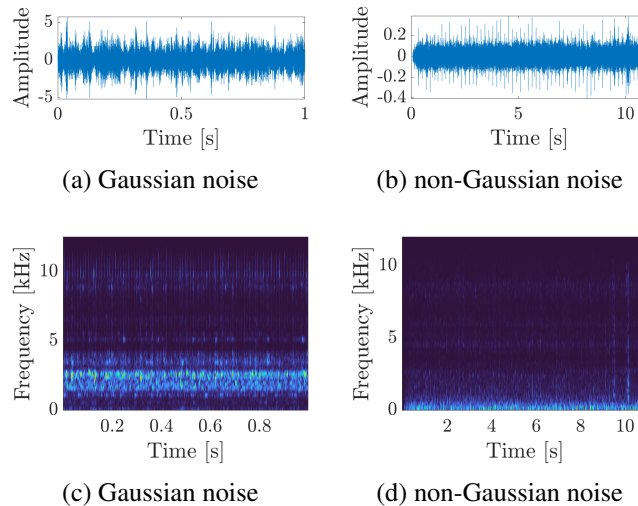 Amplitude
5
0
-5
0
0.5
1
Time [s]
(a) Gaussian noise
Amplitude
0.4
0.2
0
-0.2
-0.4
0
5
10
Time [s]
(b) non-Gaussian noise
Frequency [kHz]
10
5
0
0.2 0.4 0.6 0.8
Time [s]
(c) Gaussian noise
Frequency [kHz]
10
5
0
2 4 6 8 10
Time [s]
(d) non-Gaussian noise